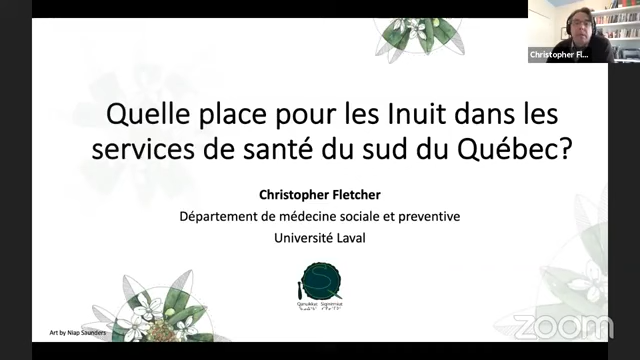 Christopher Fl...
Quelle place pour les Inuit dans les
services de santé du sud du Québec?
Christopher Fletcher
Département de médecine sociale et preventive
Université Laval
Art by Niap Saunders
zoom